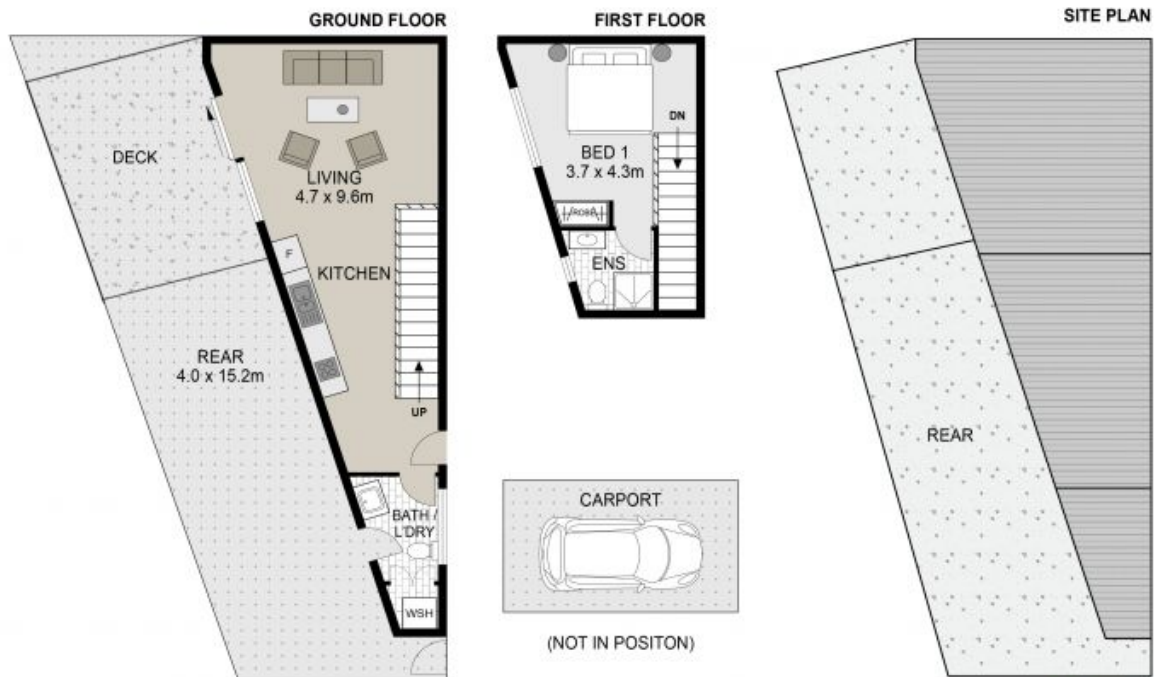 GROUND FLOOR
DECK
LIVING
4.7 x 9.6m
F
KITCHEN
REAR
4.0 x 15.2m
UP
BATH /
L'DRY
WSH
FIRST FLOOR
DN
BED 1
3.7 x 4.3m
ROBE
ENS
CARPORT
(NOT IN POSITON)
SITE PLAN
REAR